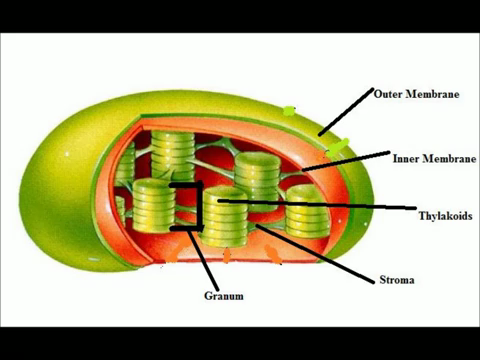 Outer Membrane
Inner Membrane
Thylakoids
Stroma
Granum